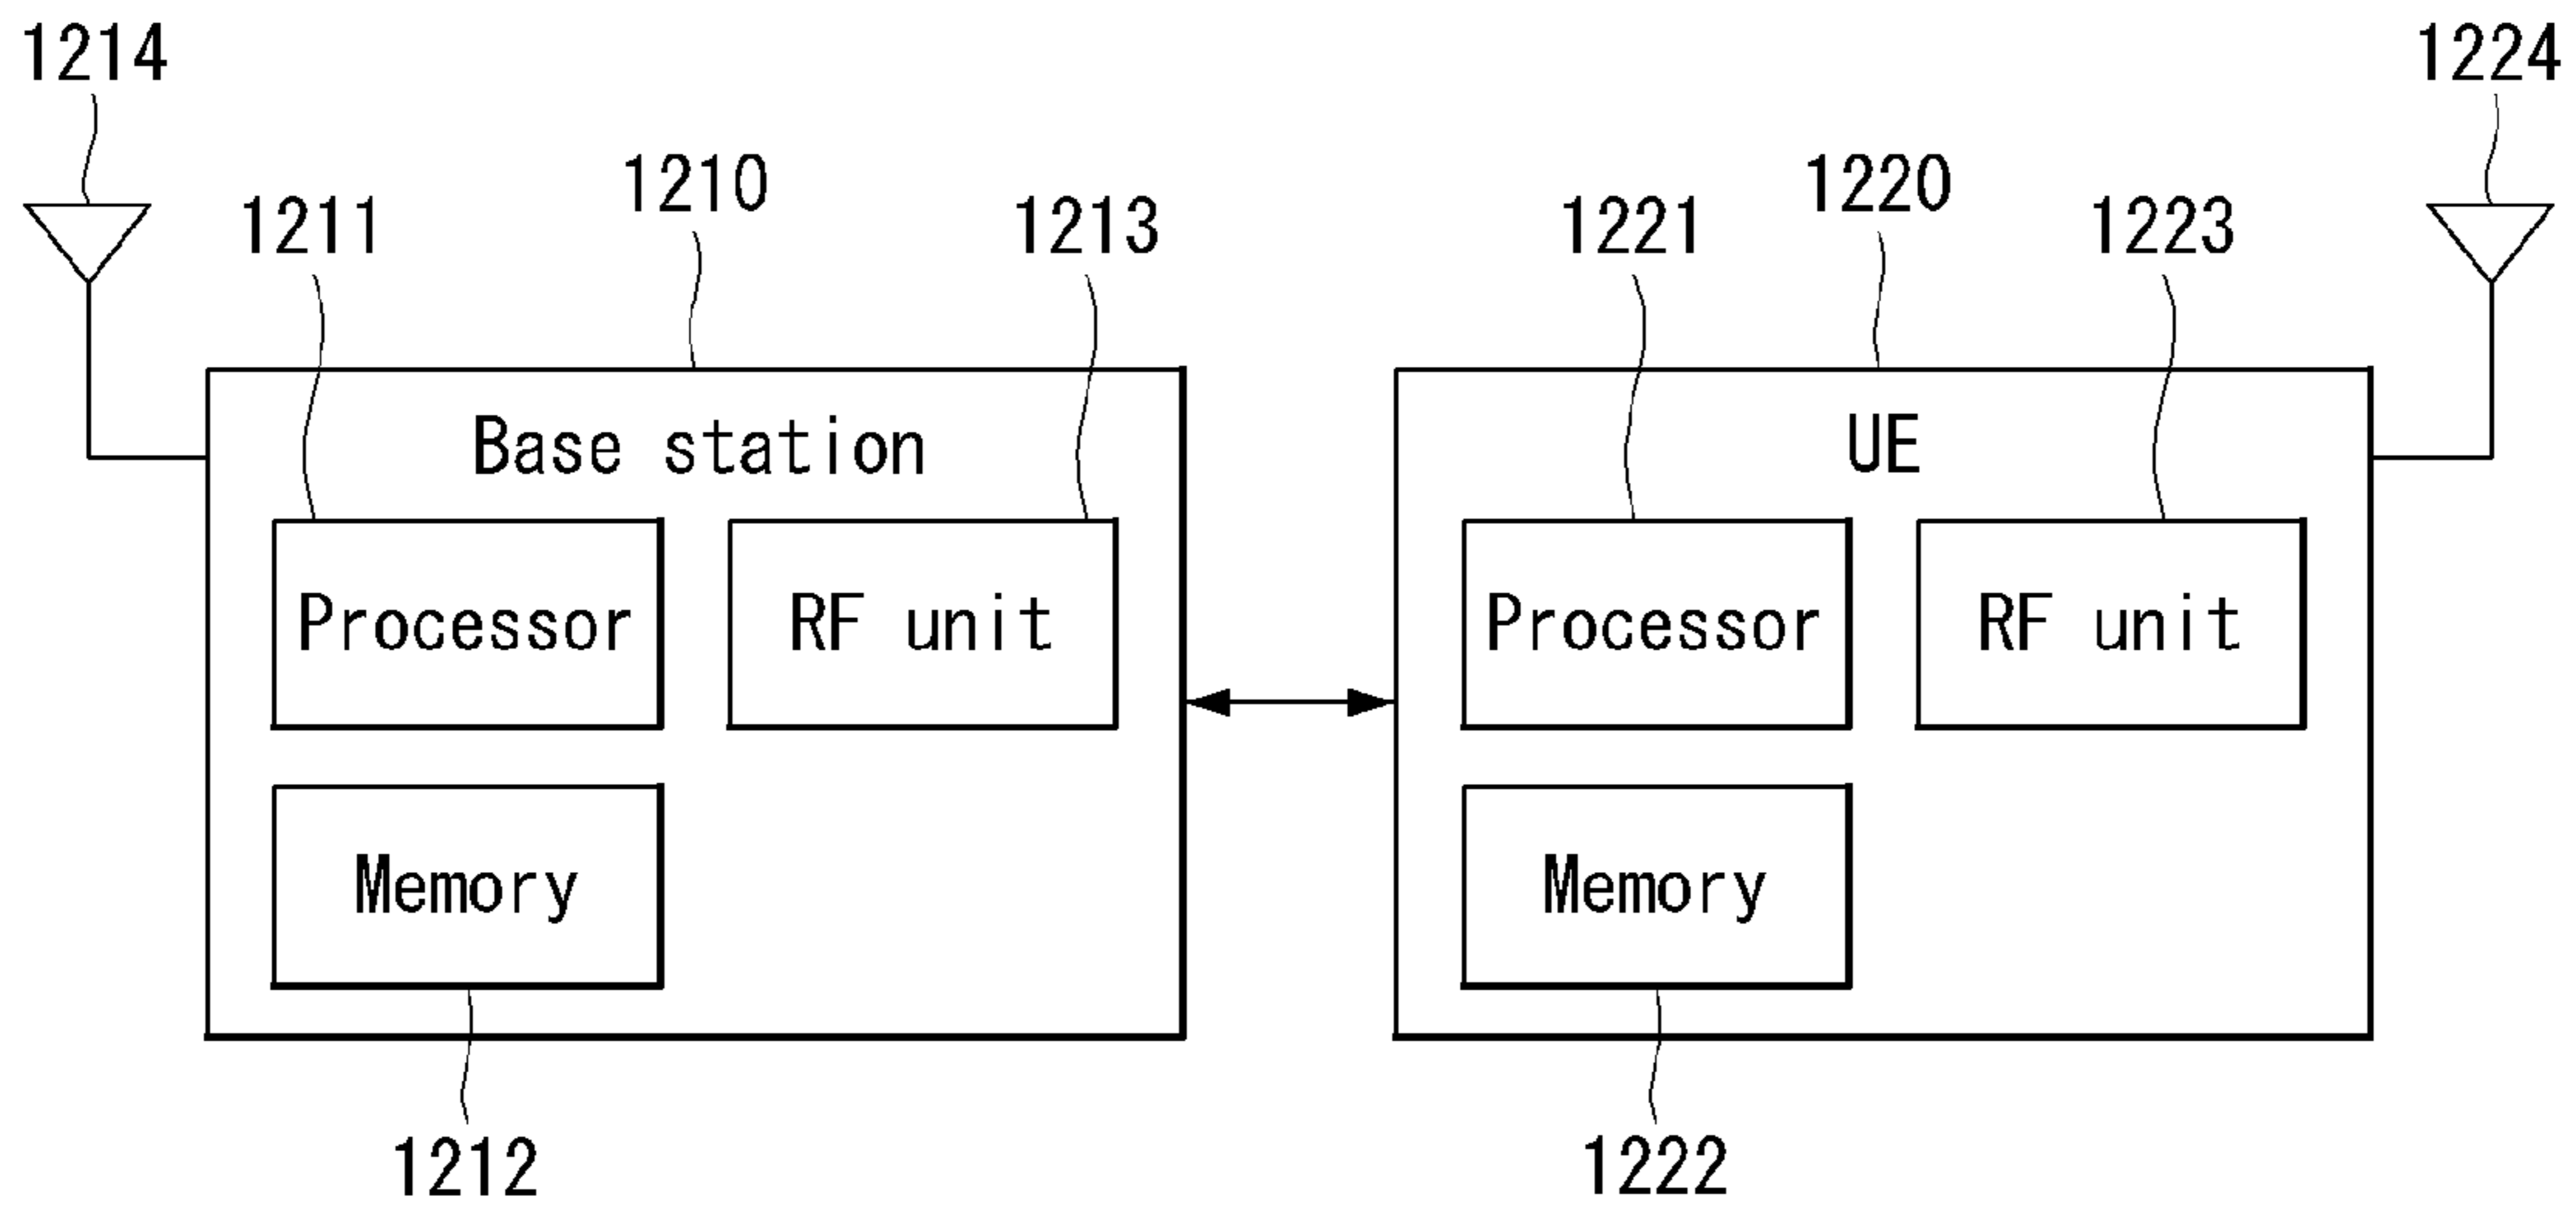 1214
1224
1210
1220
1211
1213
1221
1223
Base station
UE
Processor
RF unit
Processor
RF unit
Memory
Memory
1212
1222